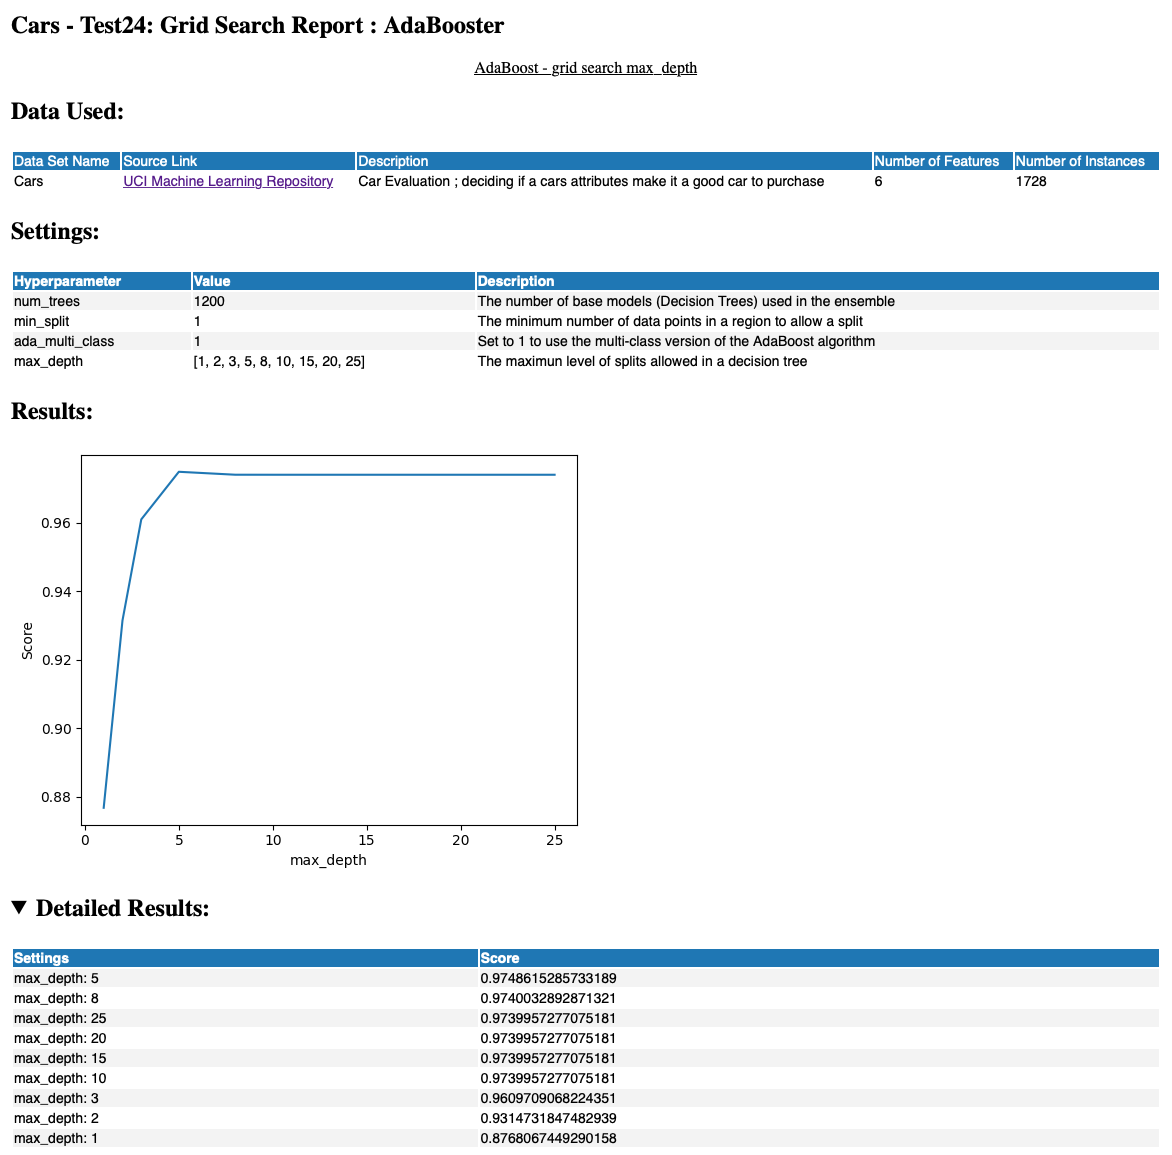 Cars - Test24: Grid Search Report : AdaBooster
AdaBoost - grid search max_depth
Data Used:
Data Set Name Source Link Description Number of Features Number of Instances
Cars UCI Machine Learning Repository Car Evaluation ; deciding if a cars attributes make it a good car to purchase 6 1728
Settings:
Hyperparameter Value Description
num_trees 1200 The number of base models (Decision Trees) used in the ensemble
min_split 1 The minimum number of data points in a region to allow a split
ada_multi_class 1 Set to 1 to use the multi-class version of the AdaBoost algorithm
max_depth [1, 2, 3, 5, 8, 10, 15, 20, 25] The maximun level of splits allowed in a decision tree
Results:
0.96
0.94
0.92
0.90
0.88
Score
0 5 10 15 20 25
max_depth
▼ Detailed Results:
Settings Score
max_depth: 5 0.9748615285733189
max_depth: 8 0.9740032892871321
max_depth: 25 0.9739957277075181
max_depth: 20 0.9739957277075181
max_depth: 15 0.9739957277075181
max_depth: 10 0.9739957277075181
max_depth: 3 0.9609709068224351
max_depth: 2 0.9314731847482939
max_depth: 1 0.8768067449290158